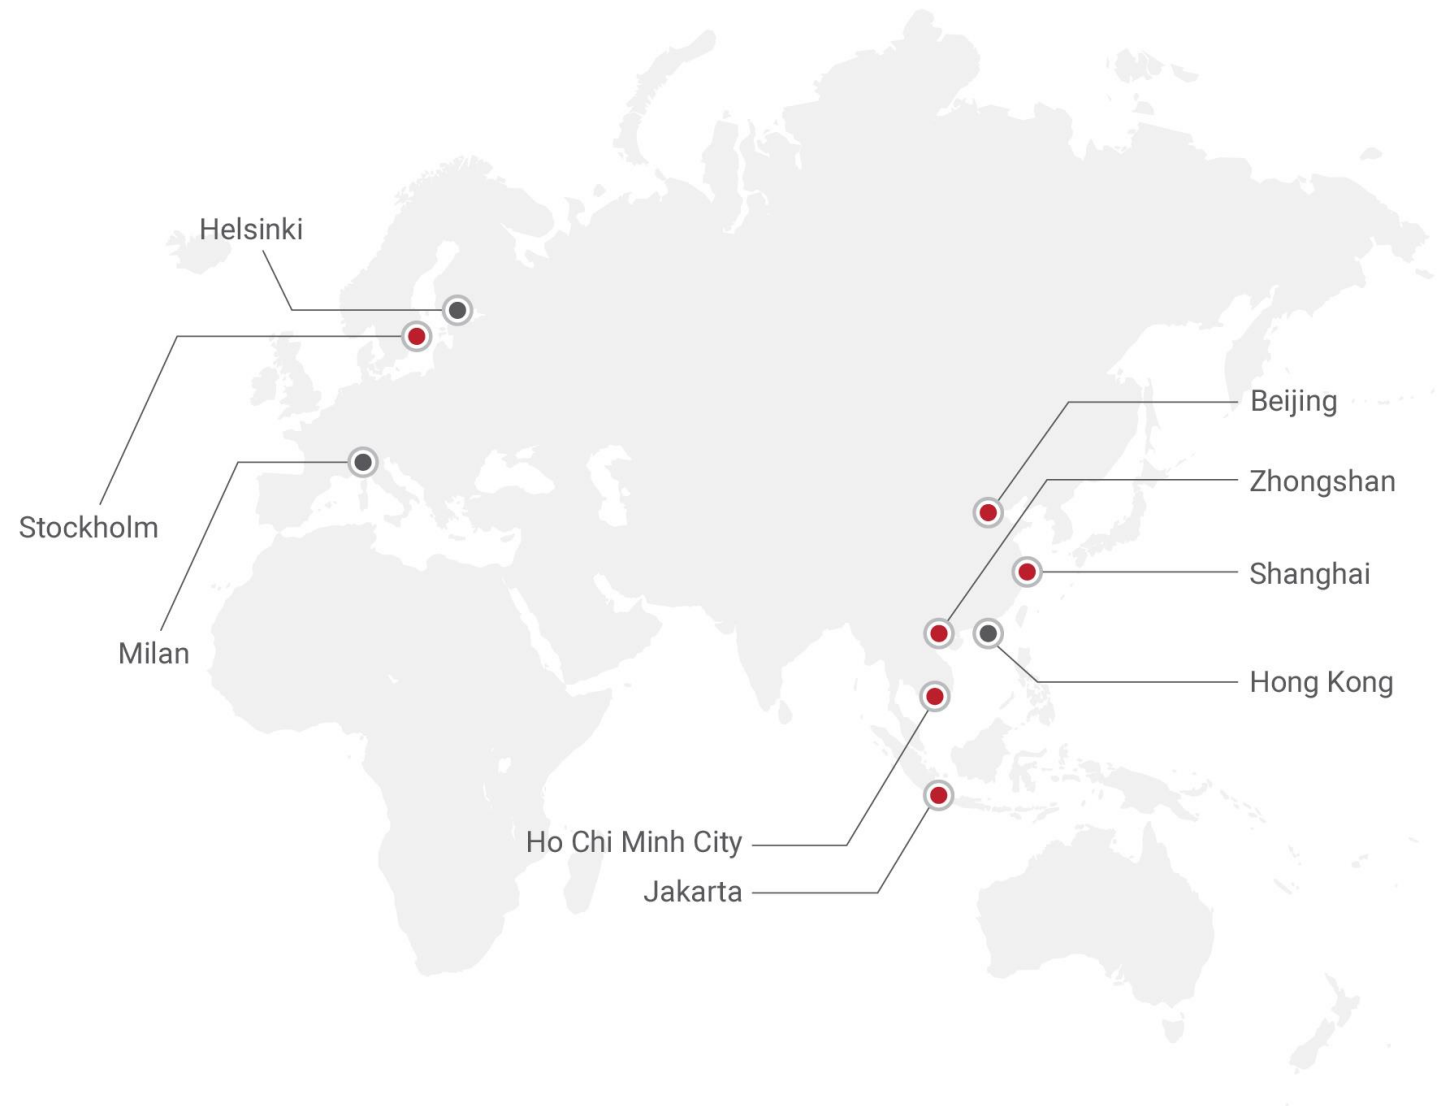 Helsinki
Stockholm
Milan
Beijing
Zhongshan
Shanghai
Hong Kong
Ho Chi Minh City
Jakarta